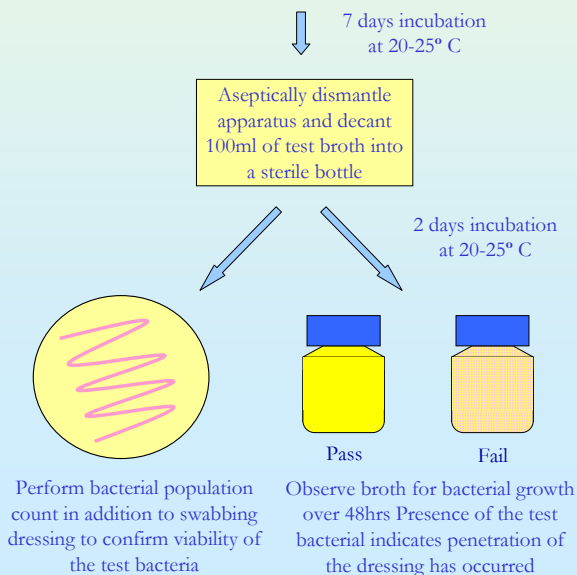 7 days incubation
at 20-25º C
Aseptically dismantle
apparatus and decant
100ml of test broth into
a sterile bottle
2 days incubation
at 20-25º C
Pass
Fail
Perform bacterial population
count in addition to swabbing
dressing to confirm viability of
the test bacteria
Observe broth for bacterial growth
over 48hrs Presence of the test
bacterial indicates penetration of
the dressing has occurred